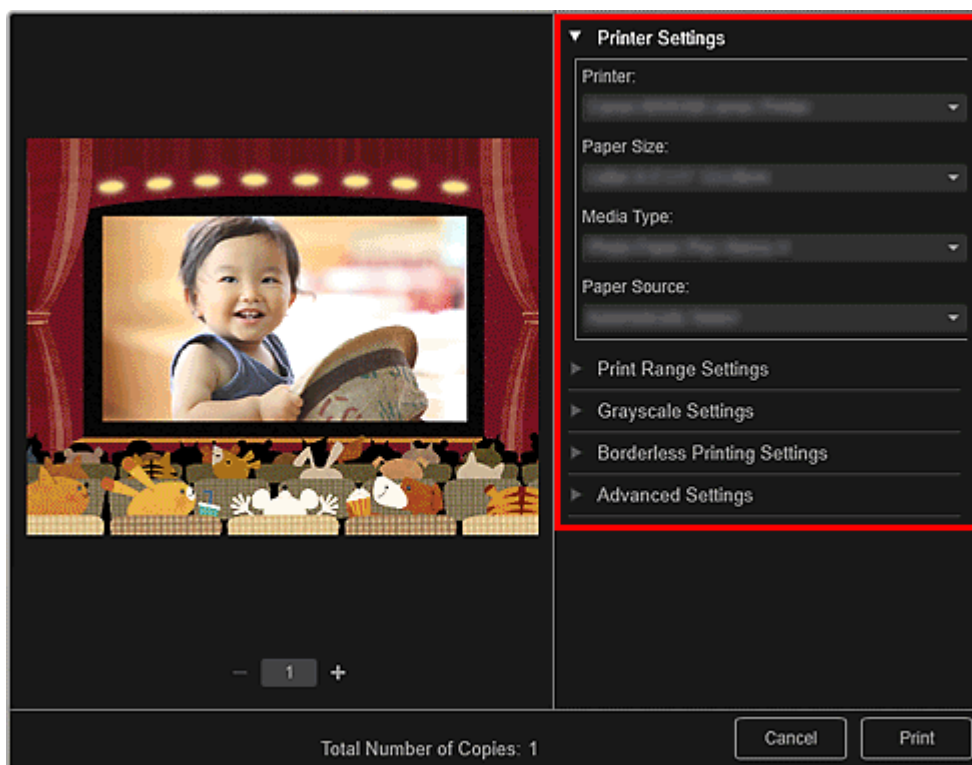 Printer Settings
Printer:
Paper Size:
Media Type:
Paper Source:
Print Range Settings
Grayscale Settings
Borderless Printing Settings
Advanced Settings
1
Total Number of Copies: 1
Cancel
Print